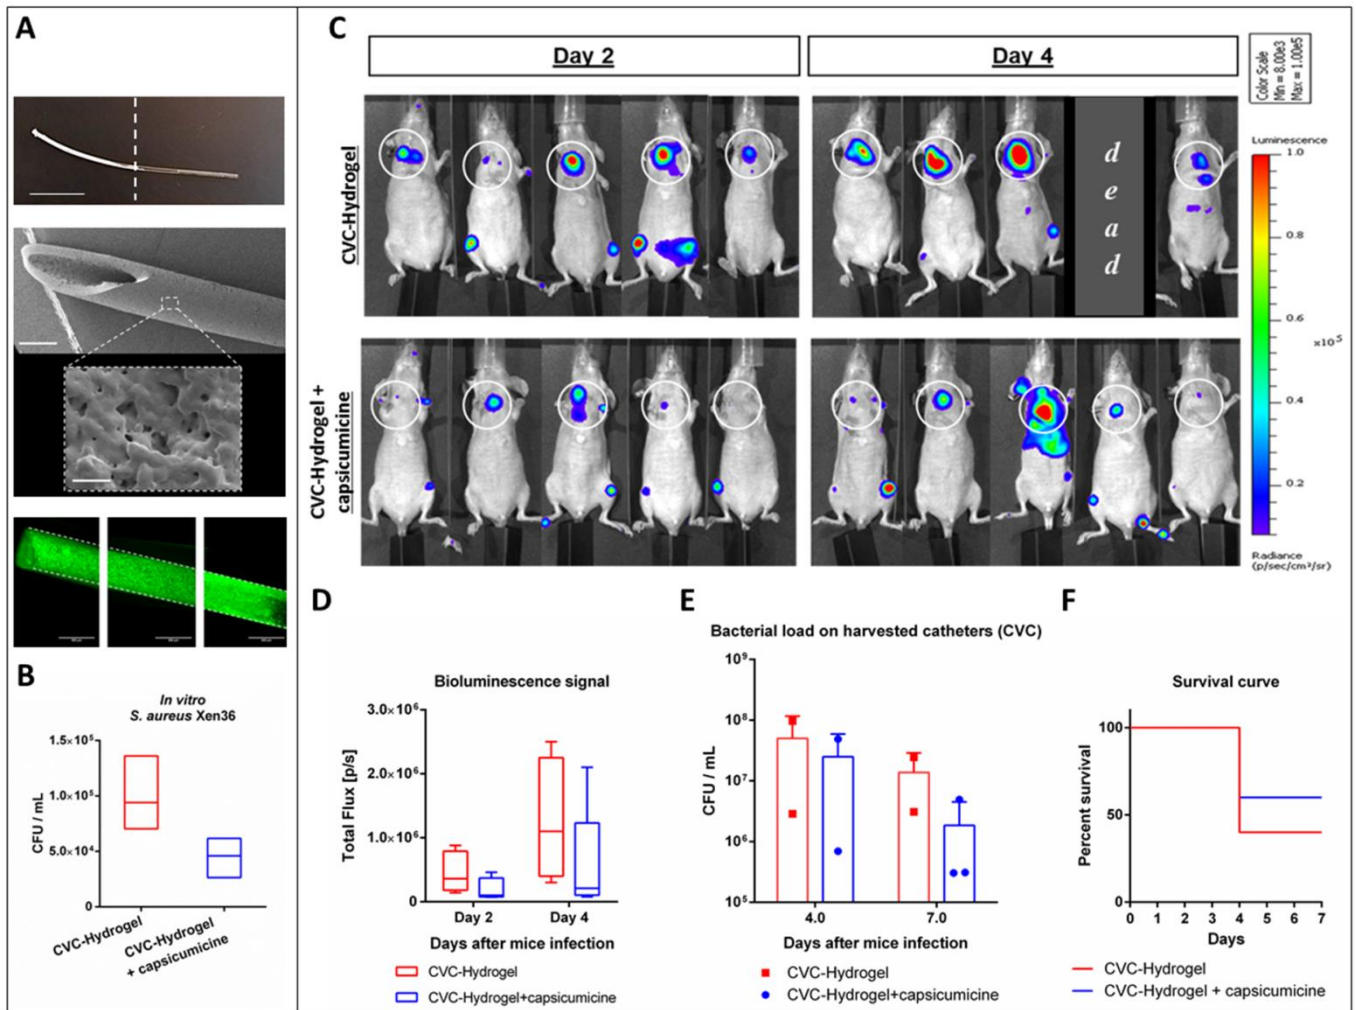 A
B
In vitro
S. aureus Xen36
1.5×10⁵
1.0×10⁵
5.0×10⁴
0
CFU / mL
CVC-Hydrogel
CVC-Hydrogel
+ capsicumicine
C
Day 2
Day 4
CVC-Hydrogel
CVC-Hydrogel +
capsicumicine
dead
Color Scale
Min = 8.00e3
Max = 1.00e5
Luminescence
1.0
0.8
0.6
×10⁵
0.4
0.2
Radiance
(p/sec/cm²/sr)
D
Bioluminescence signal
3.0×10⁶
2.0×10⁶
1.0×10⁶
0
Total Flux [p/s]
Day 2
Day 4
Days after mice infection
CVC-Hydrogel
CVC-Hydrogel+capsicumicine
E
Bacterial load on harvested catheters (CVC)
10⁹
10⁸
10⁷
10⁶
10⁵
CFU / mL
4.0
7.0
Days after mice infection
CVC-Hydrogel
CVC-Hydrogel+capsicumicine
F
Survival curve
100
50
0
Percent survival
0 1 2 3 4 5 6 7
Days
CVC-Hydrogel
CVC-Hydrogel + capsicumicine